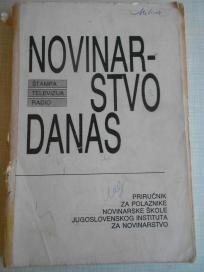 NOVINAR-
ŠTAMPA
TELEVIZIJA
RADIO
STVO
DANAS
PRIRUČNIK
ZA POLAZNIKE
NOVINARSKE ŠKOLE
JUGOSLOVENSKOG INSTITUTA
ZA NOVINARSTVO